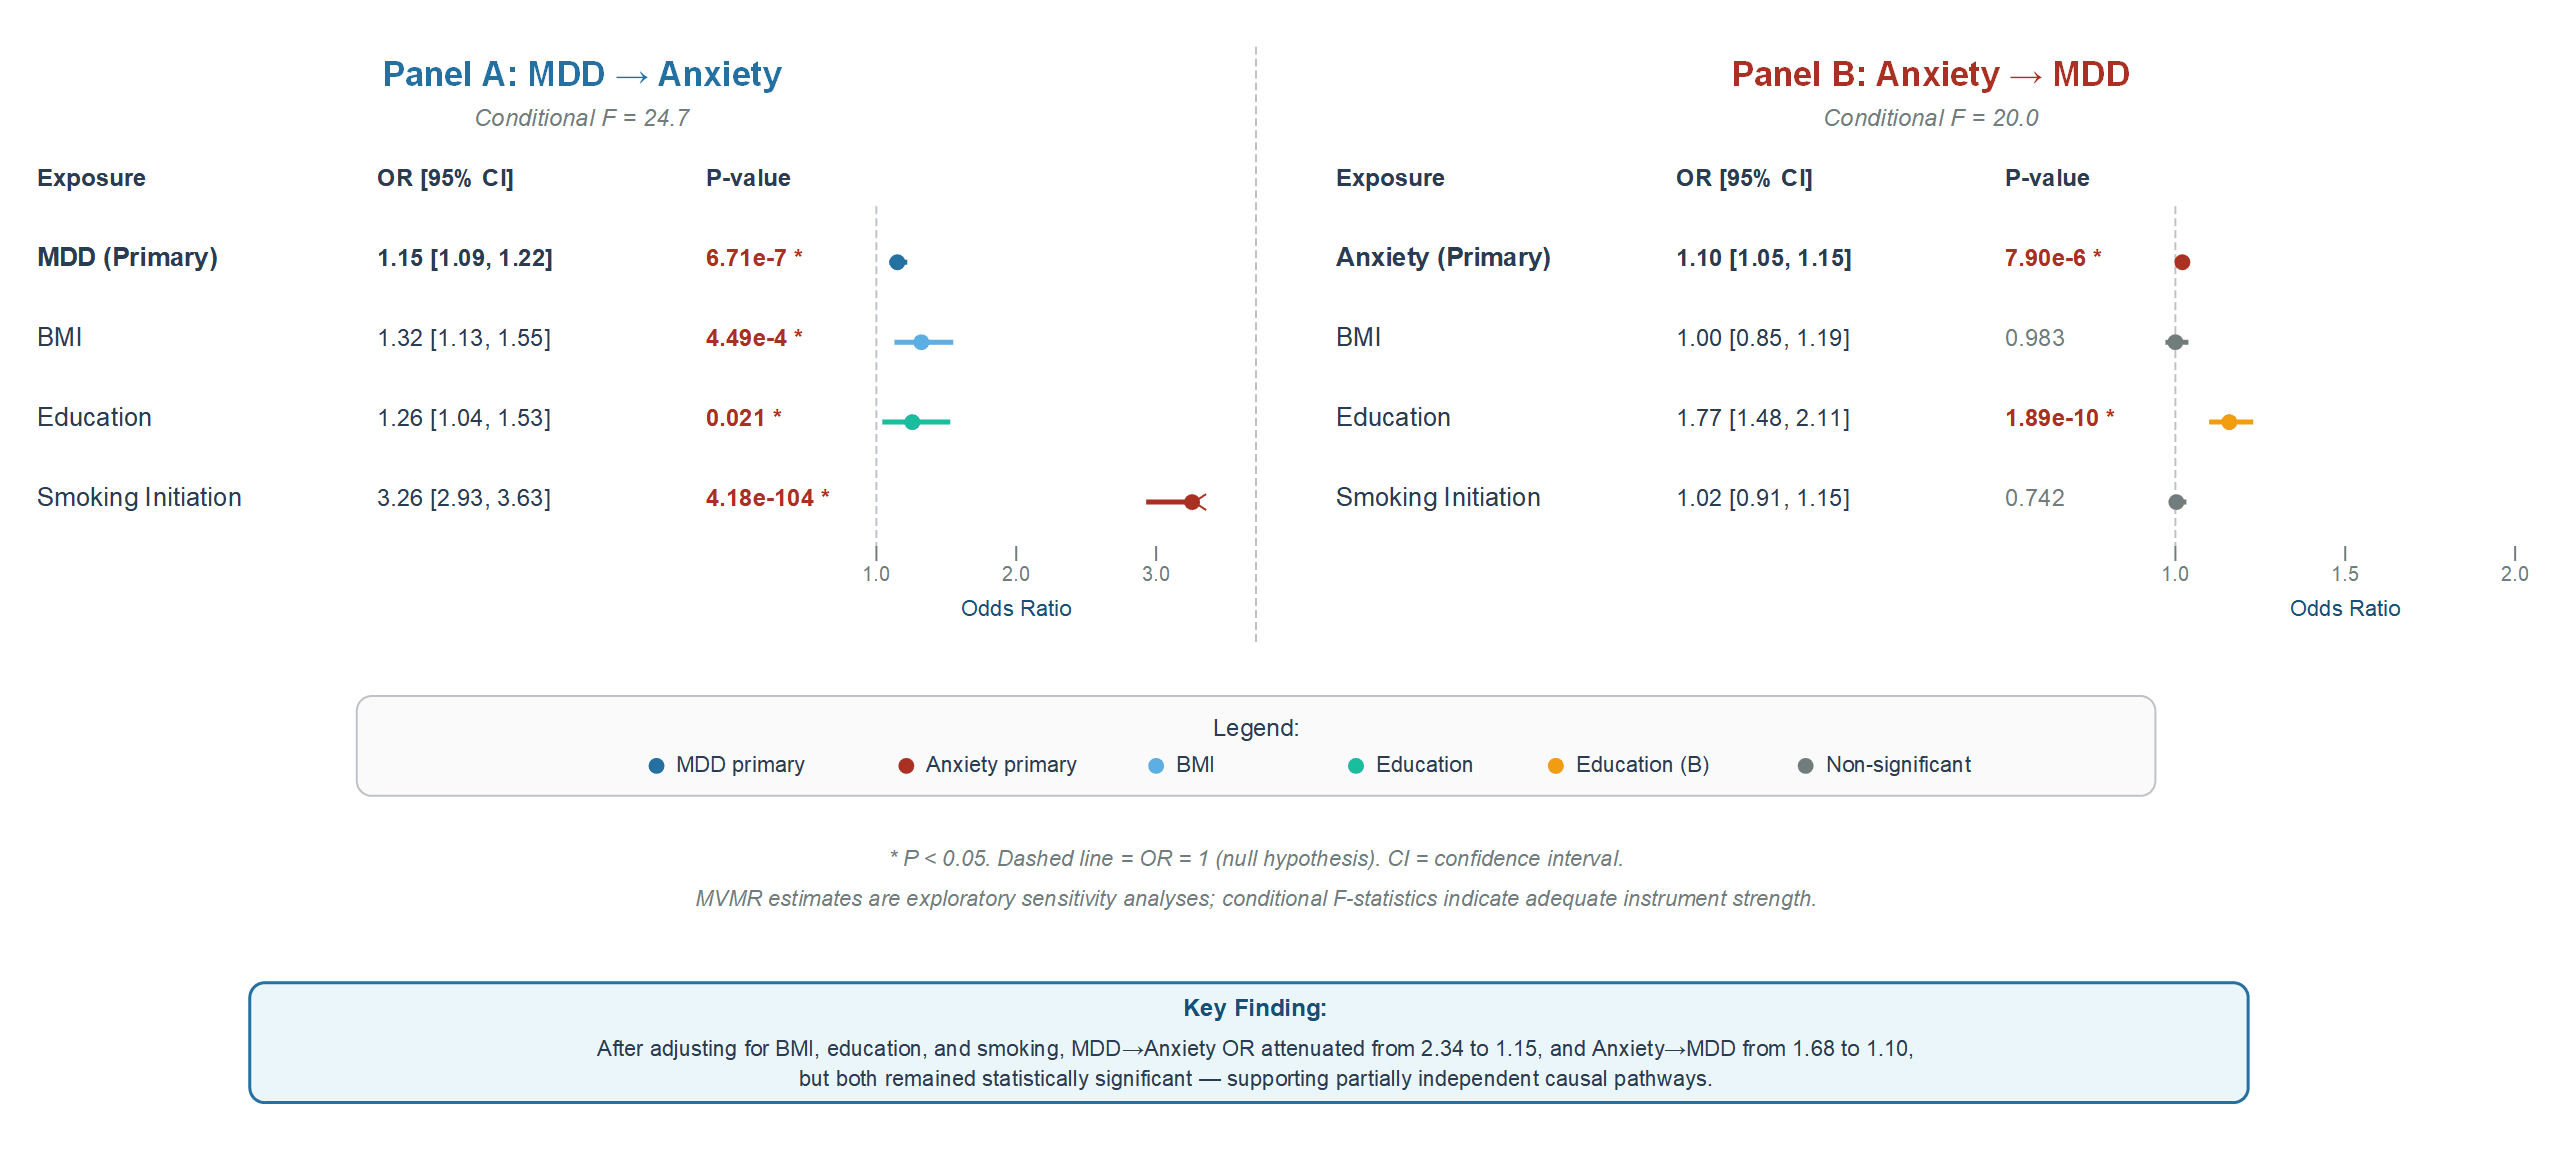 Panel A: MDD → Anxiety
Conditional F = 24.7
Exposure OR [95% CI] P-value
MDD (Primary) 1.15 [1.09, 1.22] 6.71e-7 *
BMI 1.32 [1.13, 1.55] 4.49e-4 *
Education 1.26 [1.04, 1.53] 0.021 *
Smoking Initiation 3.26 [2.93, 3.63] 4.18e-104 *
1.0 2.0 3.0
Odds Ratio
Panel B: Anxiety → MDD
Conditional F = 20.0
Exposure OR [95% CI] P-value
Anxiety (Primary) 1.10 [1.05, 1.15] 7.90e-6 *
BMI 1.00 [0.85, 1.19] 0.983
Education 1.77 [1.48, 2.11] 1.89e-10 *
Smoking Initiation 1.02 [0.91, 1.15] 0.742
1.0 1.5 2.0
Odds Ratio
Legend:
MDD primary Anxiety primary BMI Education Education (B) Non-significant
* P < 0.05. Dashed line = OR = 1 (null hypothesis). CI = confidence interval.
MVMR estimates are exploratory sensitivity analyses; conditional F-statistics indicate adequate instrument strength.
Key Finding:
After adjusting for BMI, education, and smoking, MDD→Anxiety OR attenuated from 2.34 to 1.15, and Anxiety→MDD from 1.68 to 1.10,
but both remained statistically significant — supporting partially independent causal pathways.